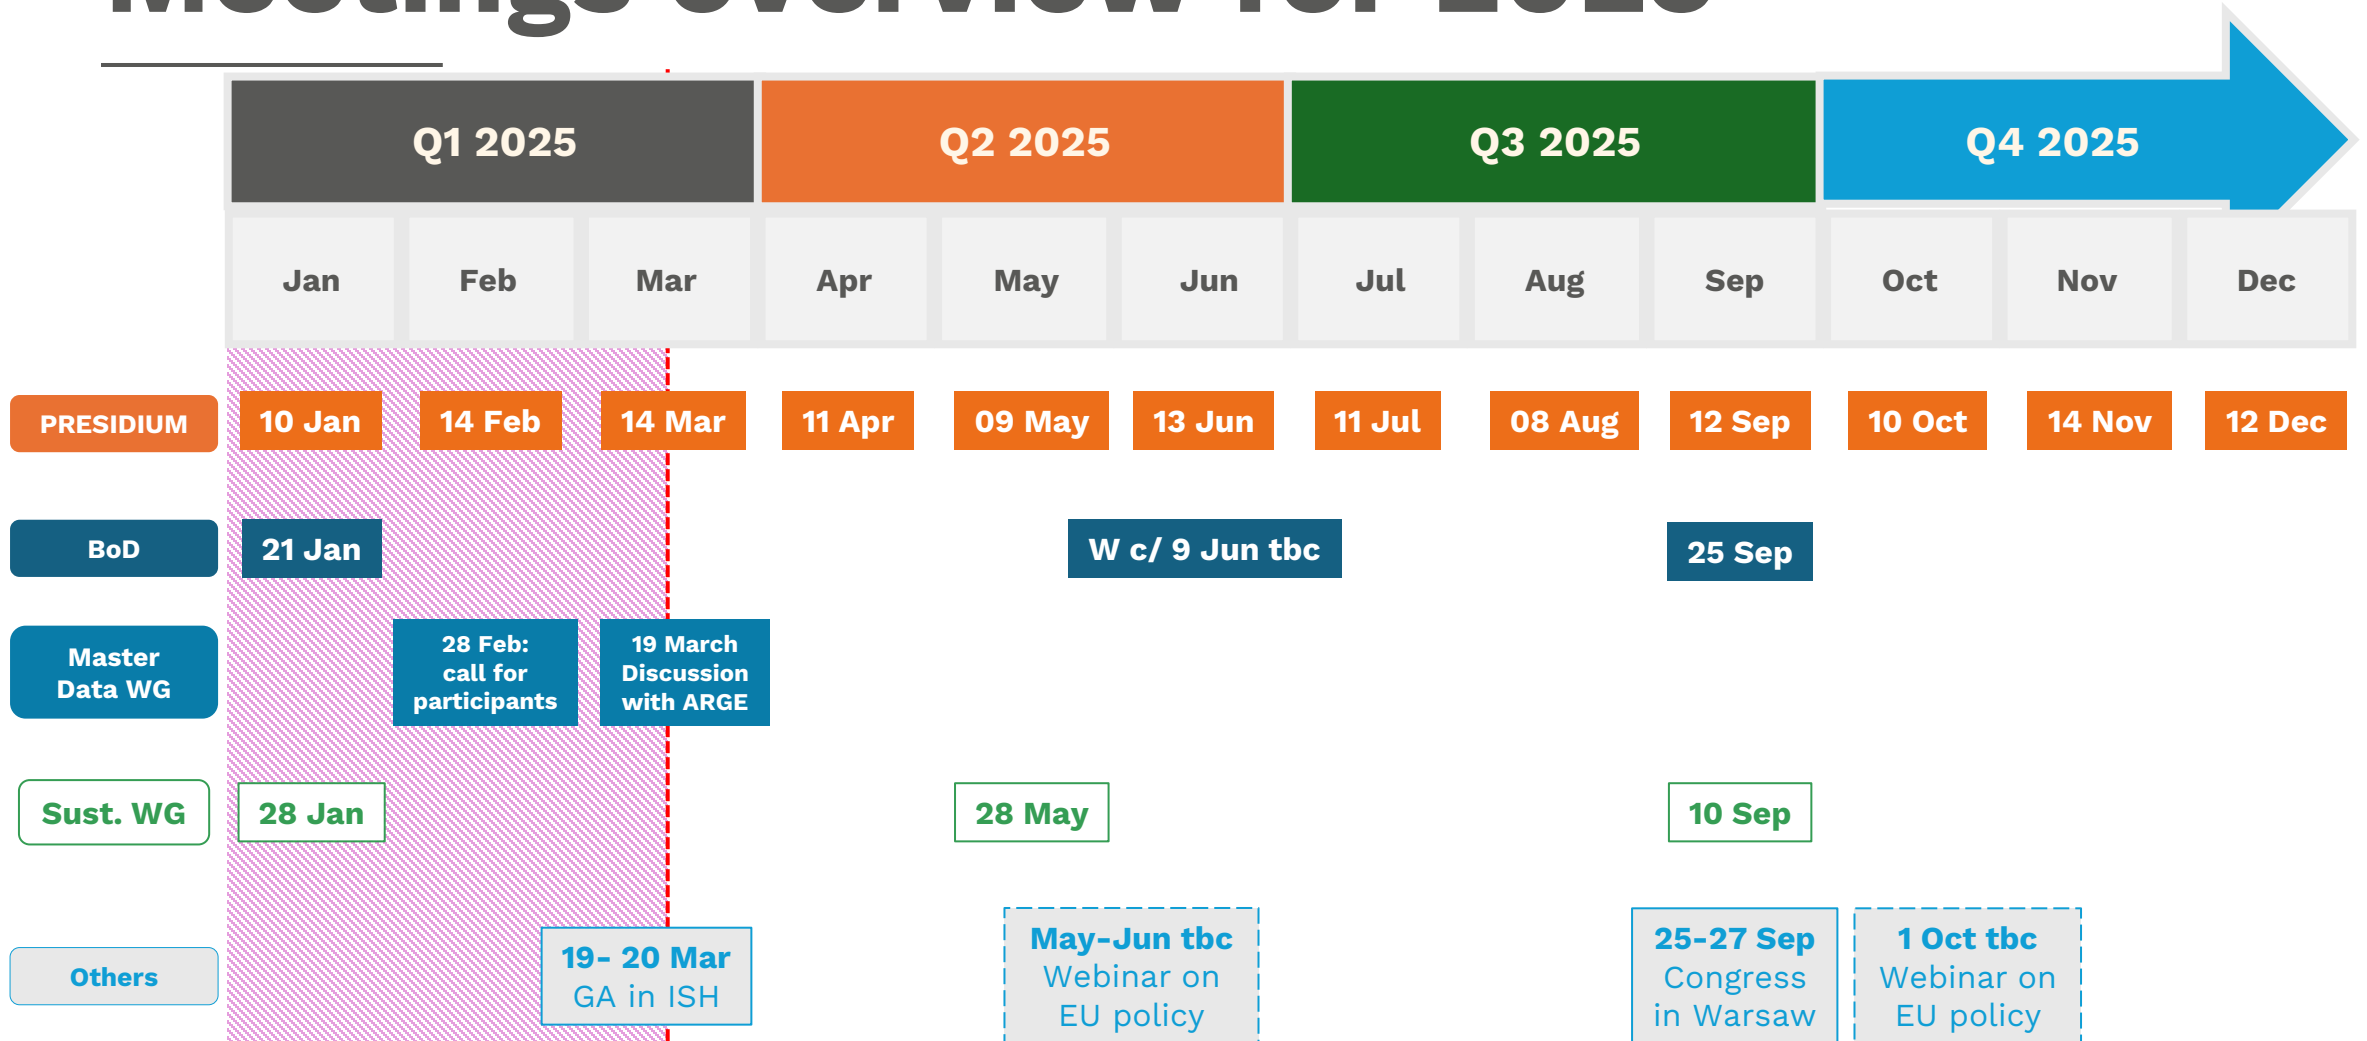 Meetings overview for 2025
Q1 2025
Q2 2025
Q3 2025
Q4 2025
Jan
Feb
Mar
Apr
May
Jun
Jul
Aug
Sep
Oct
Nov
Dec
PRESIDIUM
10 Jan
14 Feb
14 Mar
11 Apr
09 May
13 Jun
11 Jul
08 Aug
12 Sep
10 Oct
14 Nov
12 Dec
BoD
21 Jan
W c/ 9 Jun tbc
25 Sep
Master
Data WG
28 Feb:
call for
participants
19 March
Discussion
with ARGE
Sust. WG
28 Jan
28 May
10 Sep
Others
19- 20 Mar
GA in ISH
May-Jun tbc
Webinar on
EU policy
25-27 Sep
Congress
in Warsaw
1 Oct tbc
Webinar on
EU policy